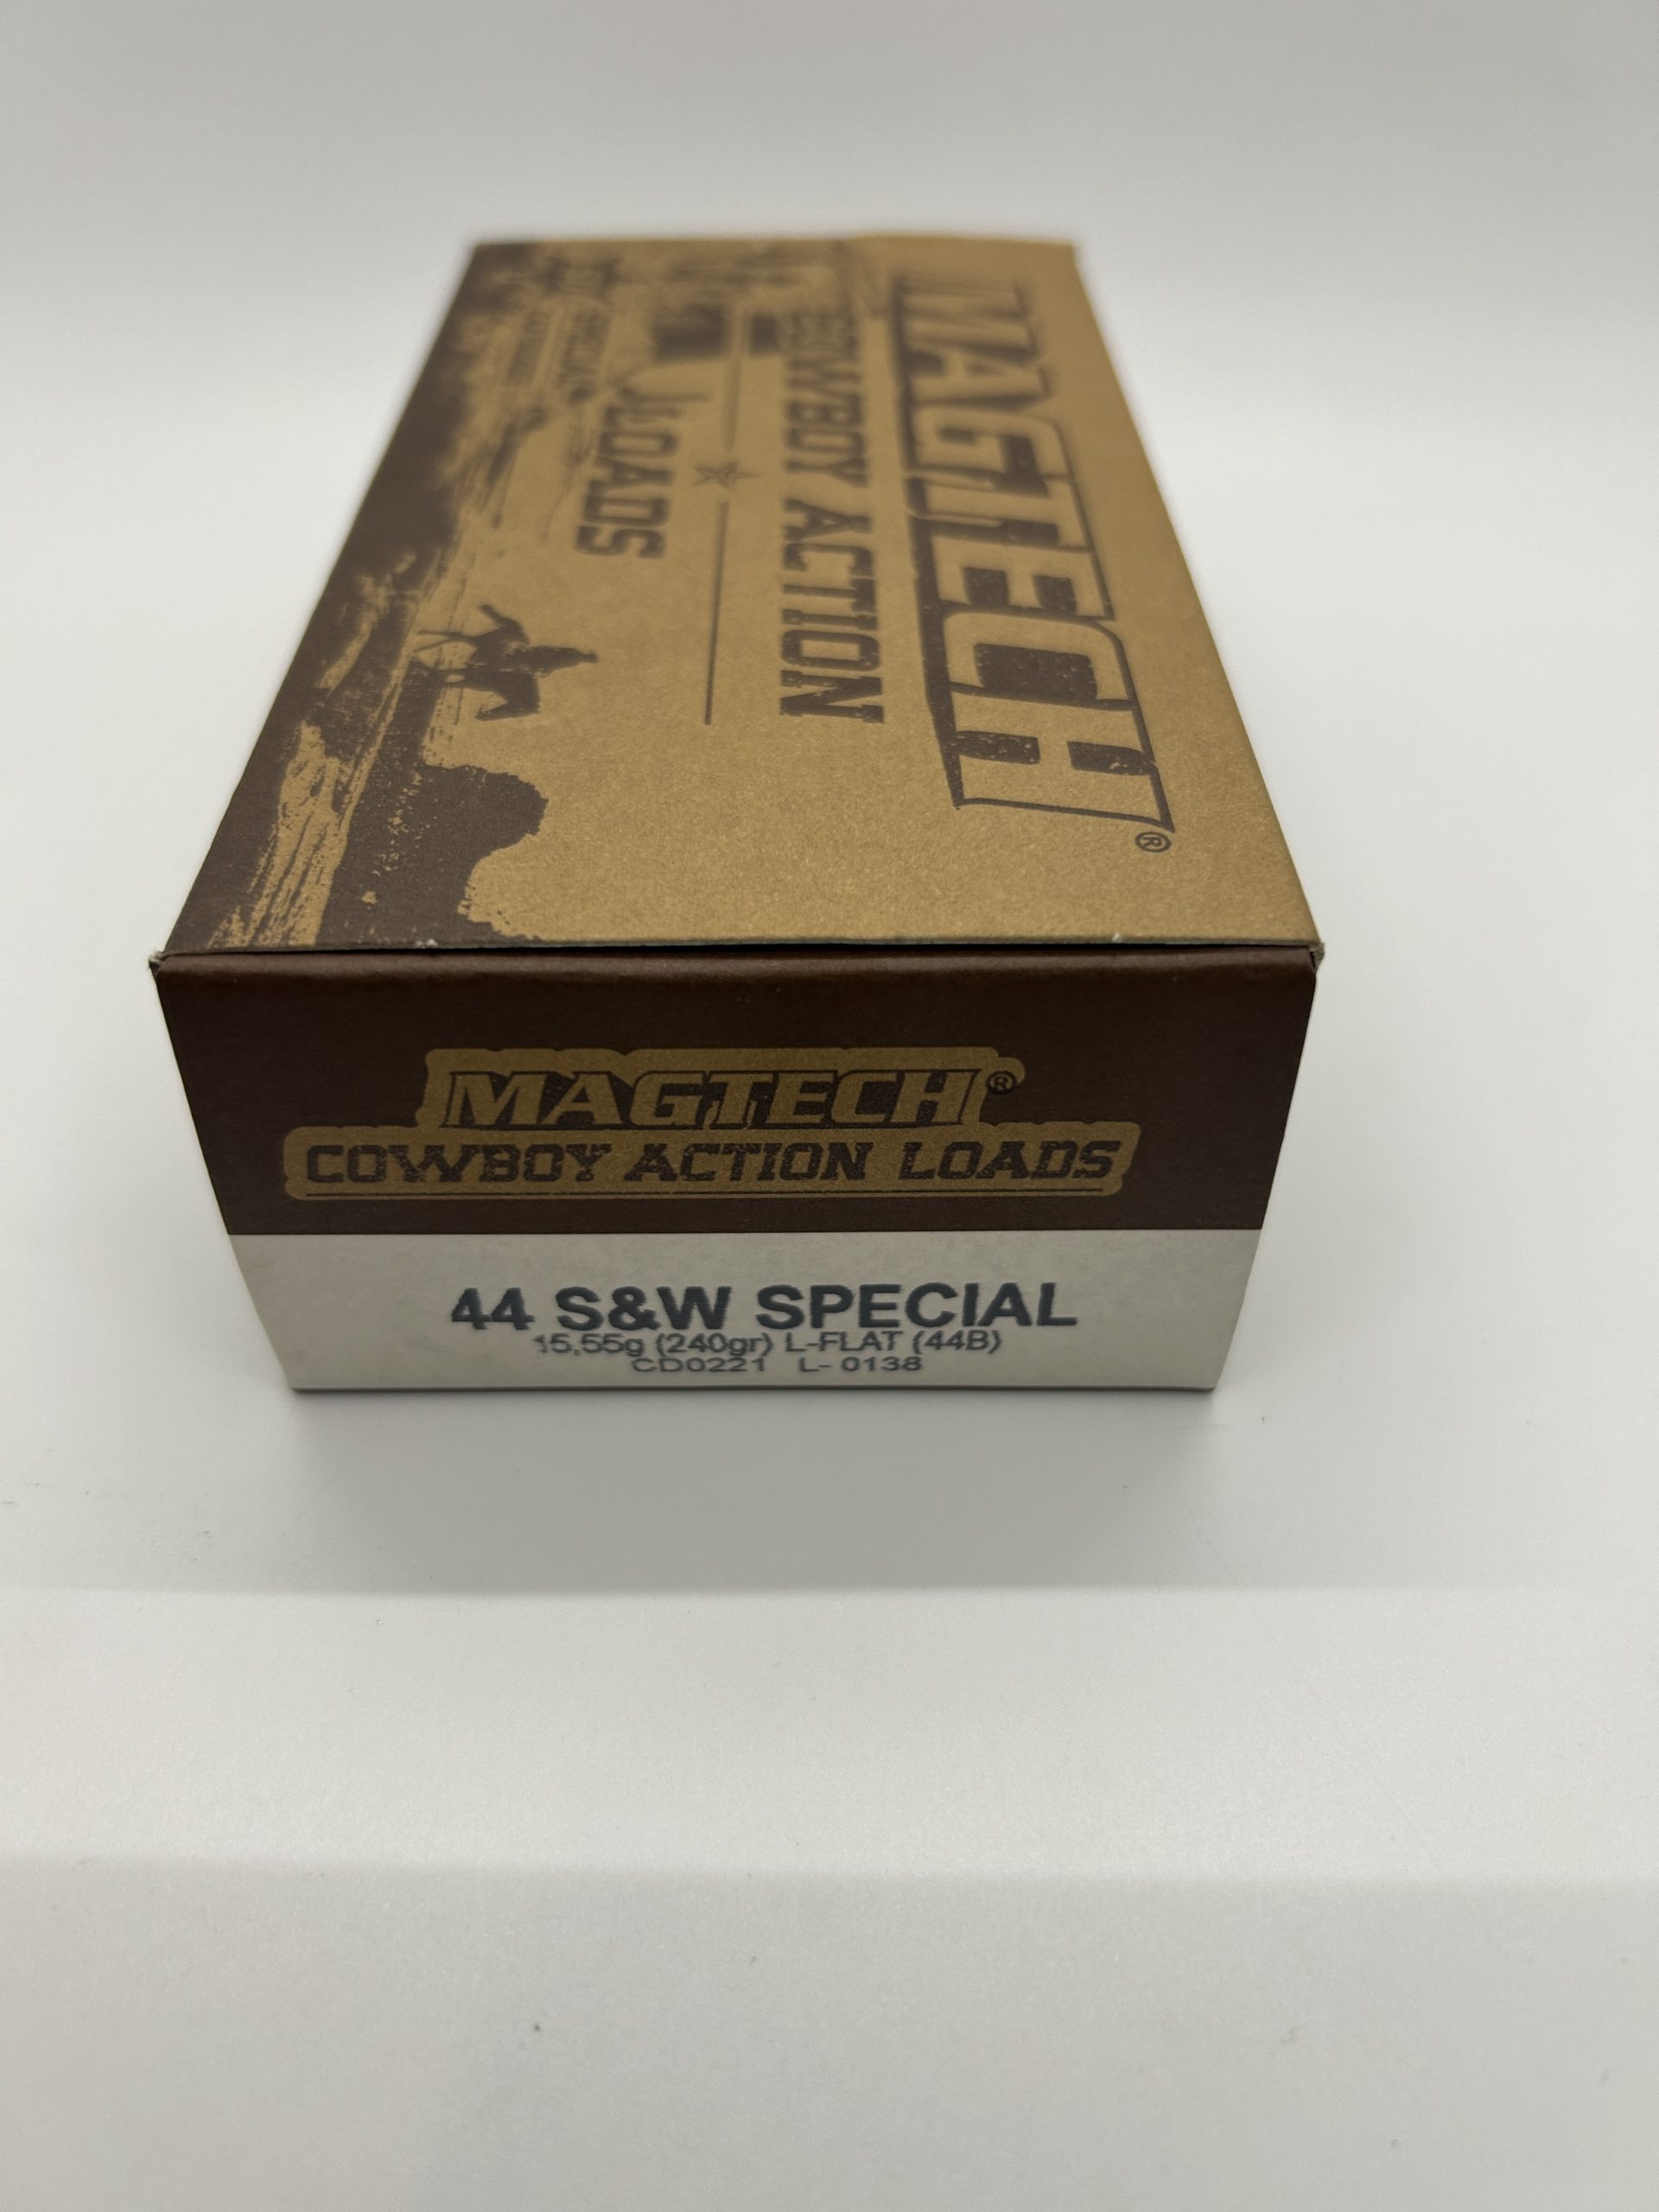 MAGTECH®
COWBOY ACTION
LOADS
MAGTECH®
COWBOY ACTION LOADS
44 S&W SPECIAL
15,55g (240gr) L-FLAT (44B)
CD0221 L- 0138